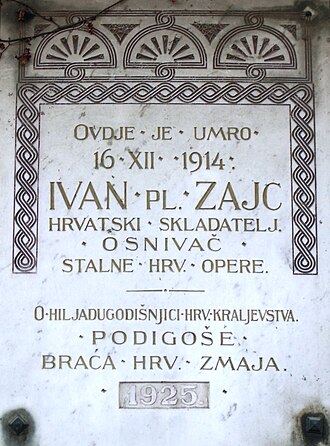 OVDJE · JE · UMRO ·
16 · XII · 1914 :
IVAN · PL · ZAJC
HRVATSKI · SKLADATELJ.
OSNIVAČ
STALNE · HRV. OPERE.
O · HILJADUGODIŠNJICI · HRV · KRALJEVSTVA.
PODIGOŠE
BRAĆA · HRV. ZMAJA.
1925.